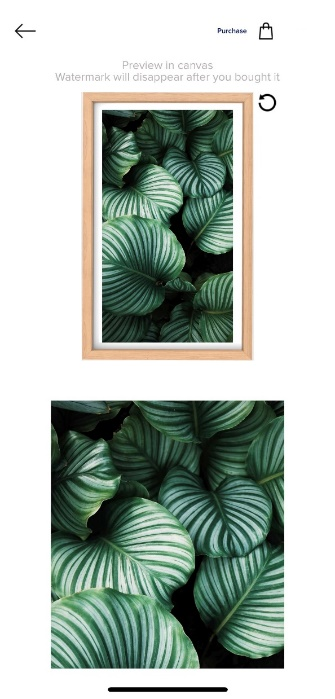 Purchase
Preview in canvas
Watermark will disappear after you bought it